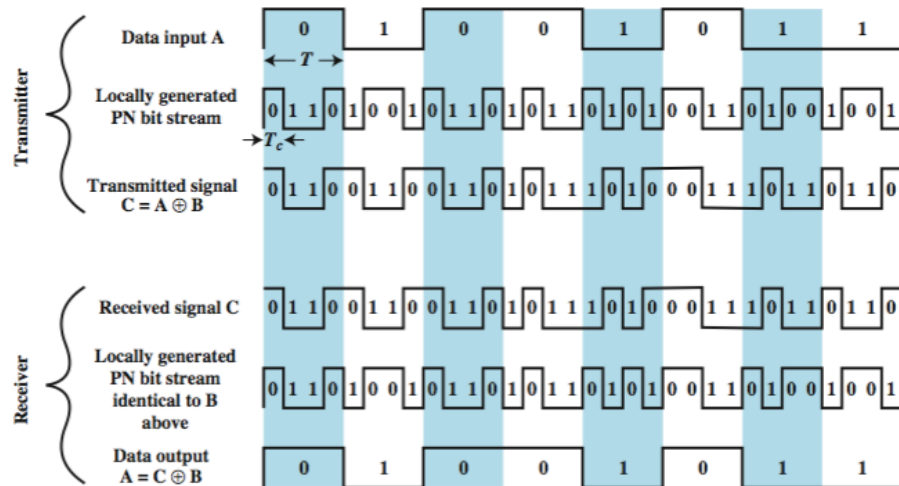 Transmitter
Data input A
0 1 0 0 1 0 1 1
T
Locally generated
PN bit stream
0 1 1 0 1 0 0 1 0 1 1 0 1 0 1 1 0 1 0 1 0 0 1 1 0 1 0 0 1 0 0 1
Tc
Transmitted signal
C = A ⊕ B
0 1 1 0 0 1 1 0 0 1 1 0 1 0 1 1 1 0 1 0 0 0 1 1 1 0 1 1 0 1 1 0
Receiver
Received signal C
0 1 1 0 0 1 1 0 0 1 1 0 1 0 1 1 1 0 1 0 0 0 1 1 1 0 1 1 0 1 1 0
Locally generated
PN bit stream
identical to B
above
0 1 1 0 1 0 0 1 0 1 1 0 1 0 1 1 0 1 0 1 0 0 1 1 0 1 0 0 1 0 0 1
Data output
A = C ⊕ B
0 1 0 0 1 0 1 1